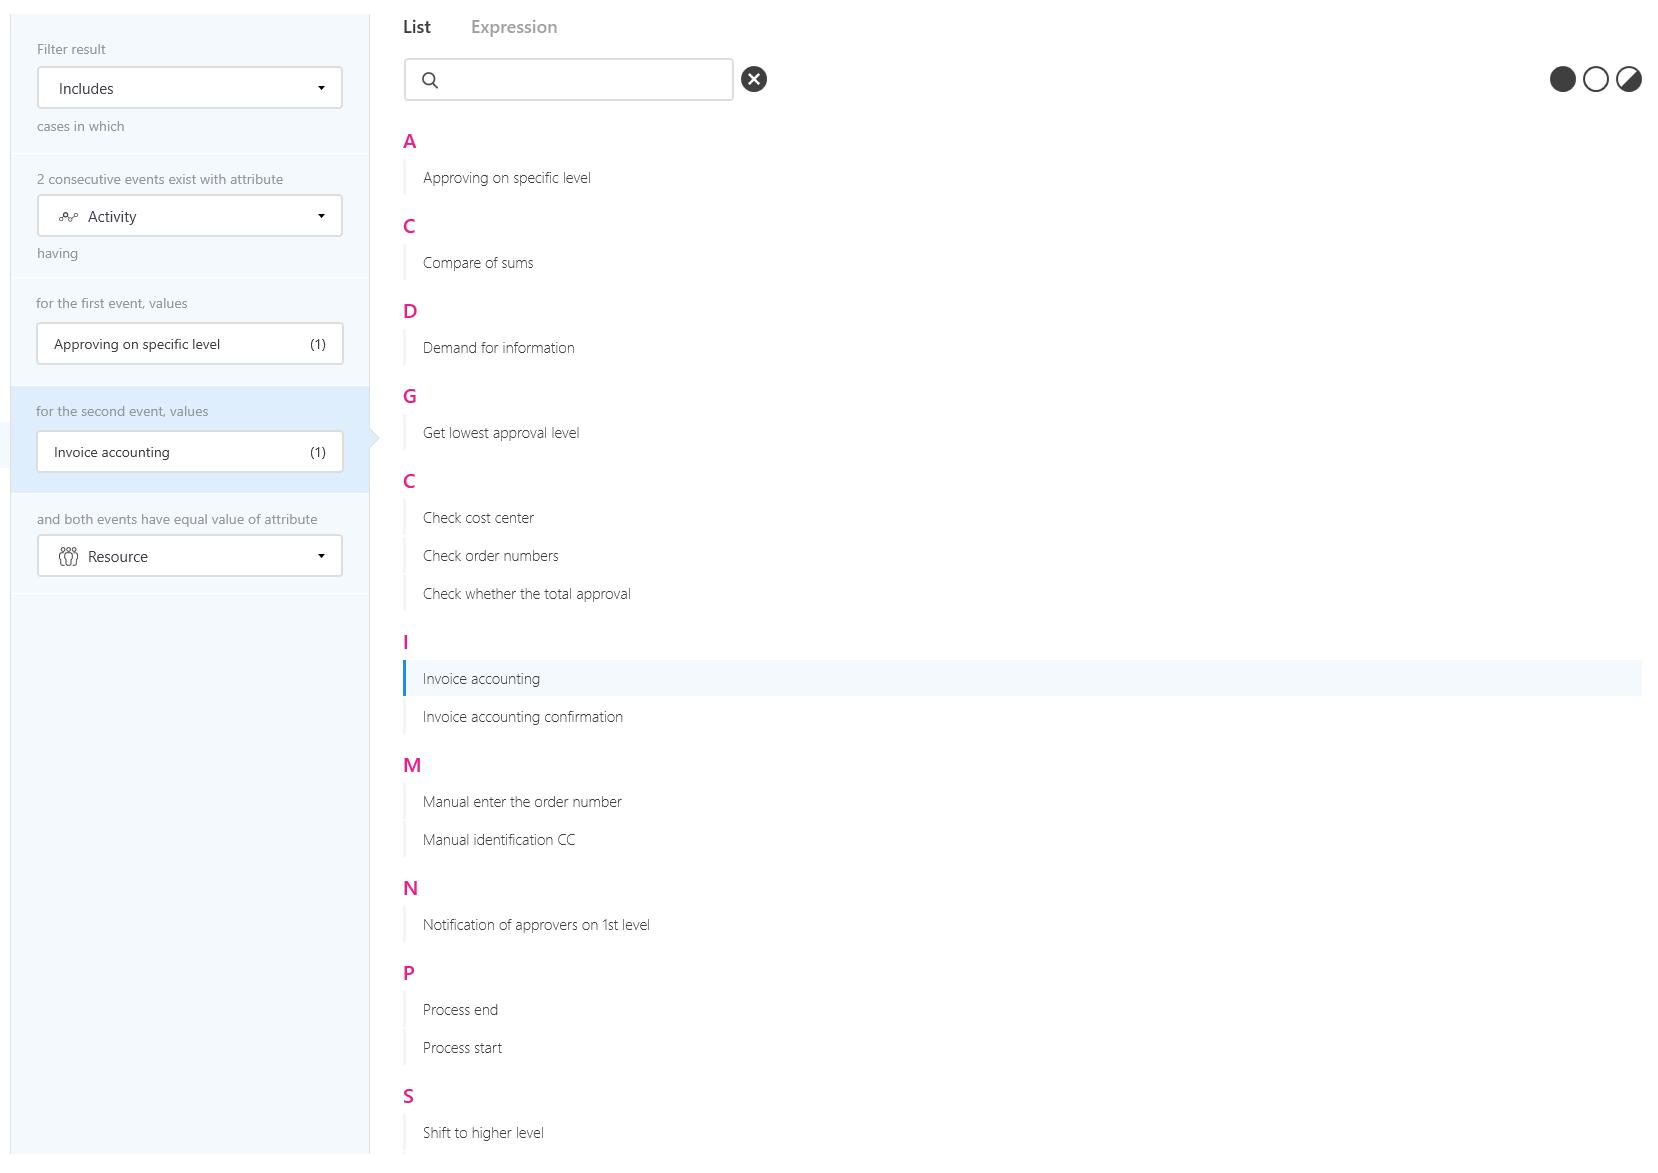 Filter result
Includes
cases in which
2 consecutive events exist with attribute
Activity
having
for the first event, values
Approving on specific level (1)
for the second event, values
Invoice accounting (1)
and both events have equal value of attribute
Resource
List Expression
A
Approving on specific level
C
Compare of sums
D
Demand for information
G
Get lowest approval level
C
Check cost center
Check order numbers
Check whether the total approval
I
Invoice accounting
Invoice accounting confirmation
M
Manual enter the order number
Manual identification CC
N
Notification of approvers on 1st level
P
Process end
Process start
S
Shift to higher level